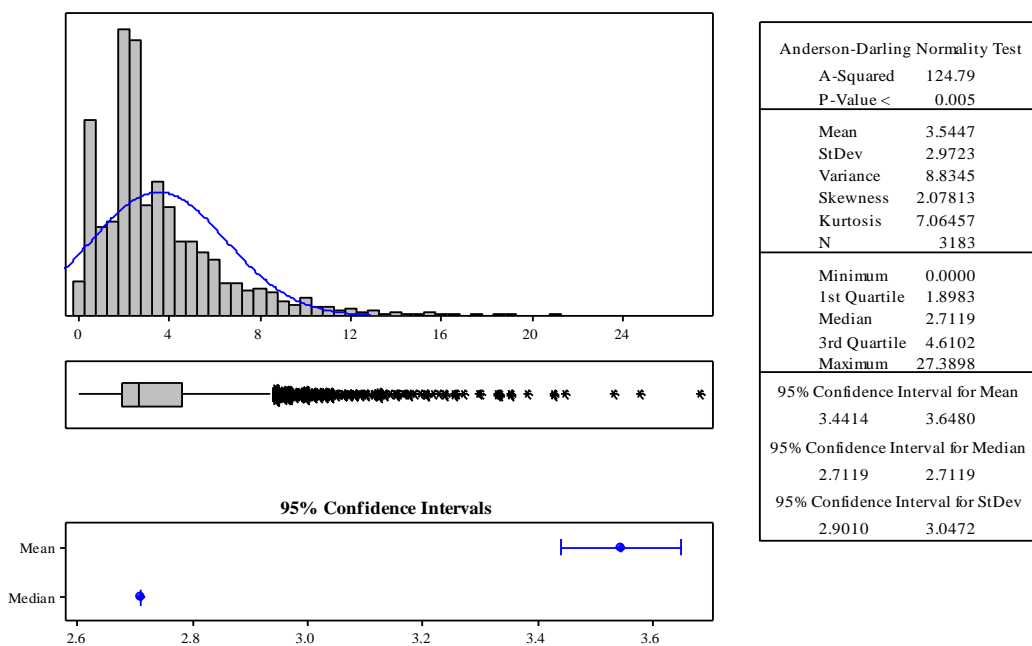 0 4 8 12 16 20 24
95% Confidence Intervals
Mean
Median
2.6 2.8 3.0 3.2 3.4 3.6
Anderson-Darling Normality Test
A-Squared 124.79
P-Value < 0.005
Mean 3.5447
StDev 2.9723
Variance 8.8345
Skewness 2.07813
Kurtosis 7.06457
N 3183
Minimum 0.0000
1st Quartile 1.8983
Median 2.7119
3rd Quartile 4.6102
Maximum 27.3898
95% Confidence Interval for Mean
3.4414 3.6480
95% Confidence Interval for Median
2.7119 2.7119
95% Confidence Interval for StDev
2.9010 3.0472